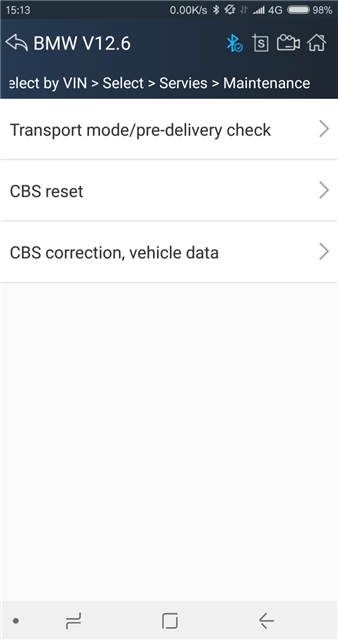 15:13
0.00K/s 4G 98%
BMW V12.6
S
elect by VIN > Select > Servies > Maintenance
Transport mode/pre-delivery check
CBS reset
CBS correction, vehicle data